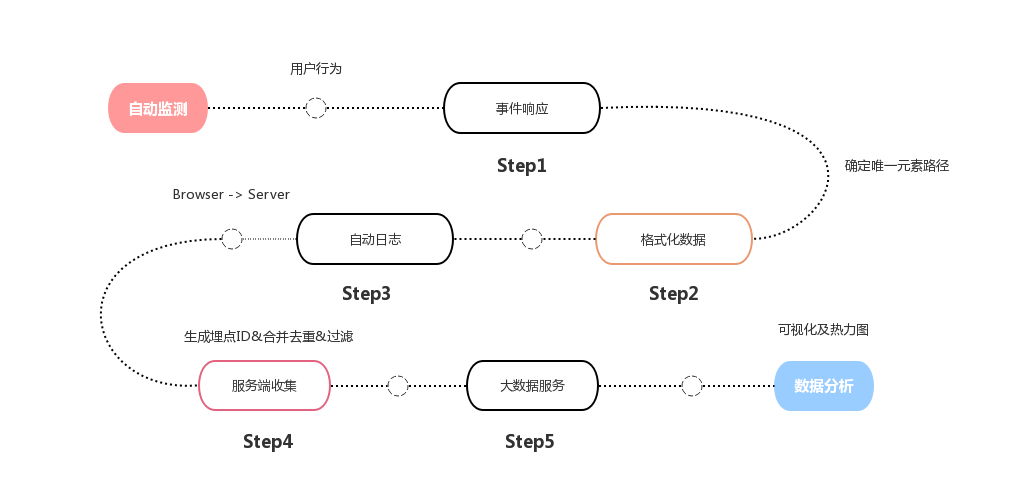 用户行为
自动监测
事件响应
Step1
确定唯一元素路径
Browser -> Server
自动日志
格式化数据
Step3
Step2
生成埋点ID&合并去重&过滤
可视化及热力图
服务端收集
大数据服务
数据分析
Step4
Step5